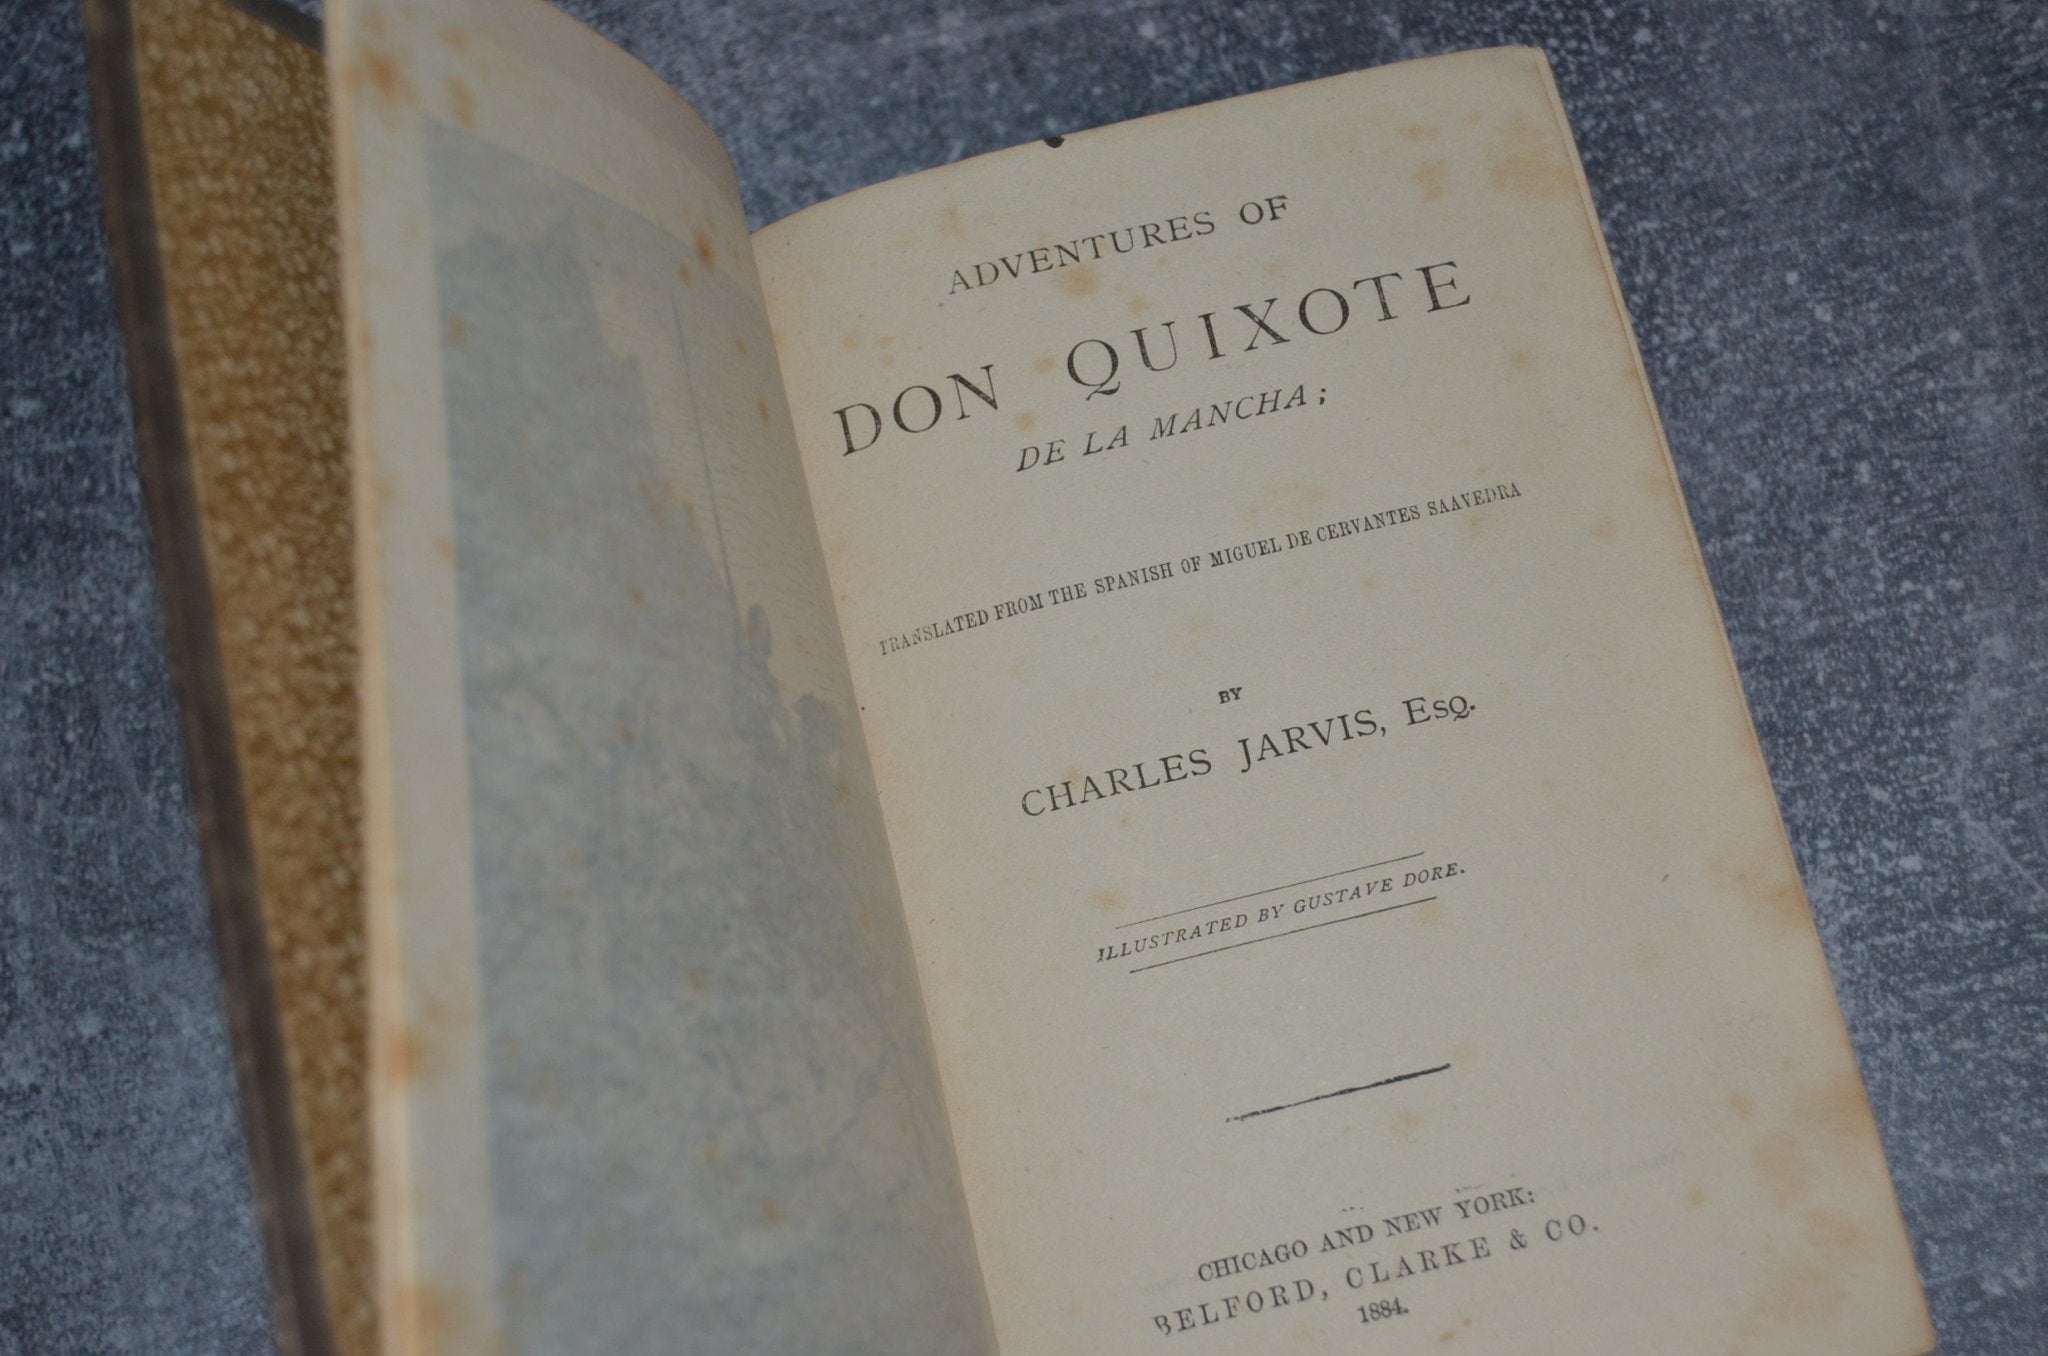 ADVENTURES OF
DON QUIXOTE
DE LA MANCHA;
TRANSLATED FROM THE SPANISH OF MIGUEL DE CERVANTES SAAVEDRA
BY
CHARLES JARVIS, ESQ.
ILLUSTRATED BY GUSTAVE DORE.
CHICAGO AND NEW YORK:
BELFORD, CLARKE & CO.
1884.